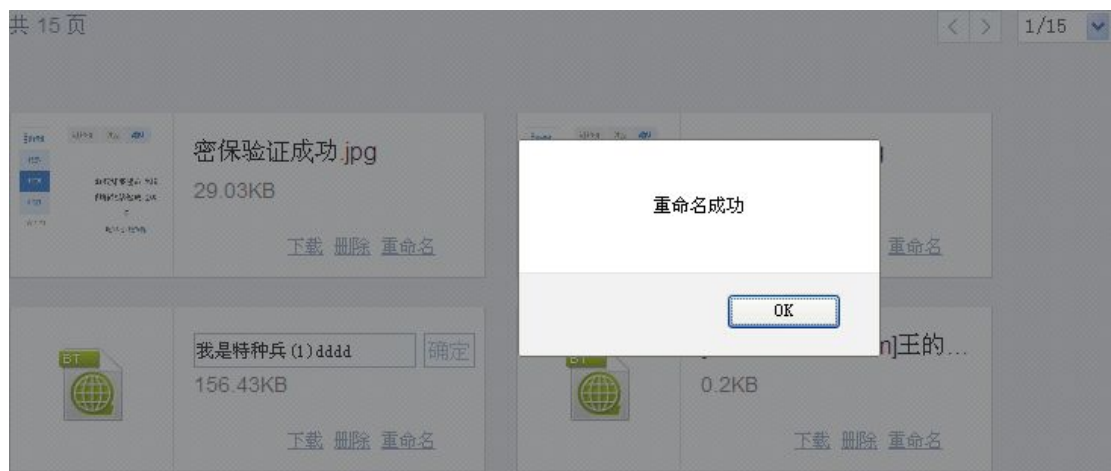 共 15 页
< > 1/15
密保验证成功.jpg
29.03KB
下载 删除 重命名
重命名
重命名成功
OK
我是特种兵(1)dddd 确定
BT
156.43KB
下载 删除 重命名
n]王的...
BT
0.2KB
下载 删除 重命名